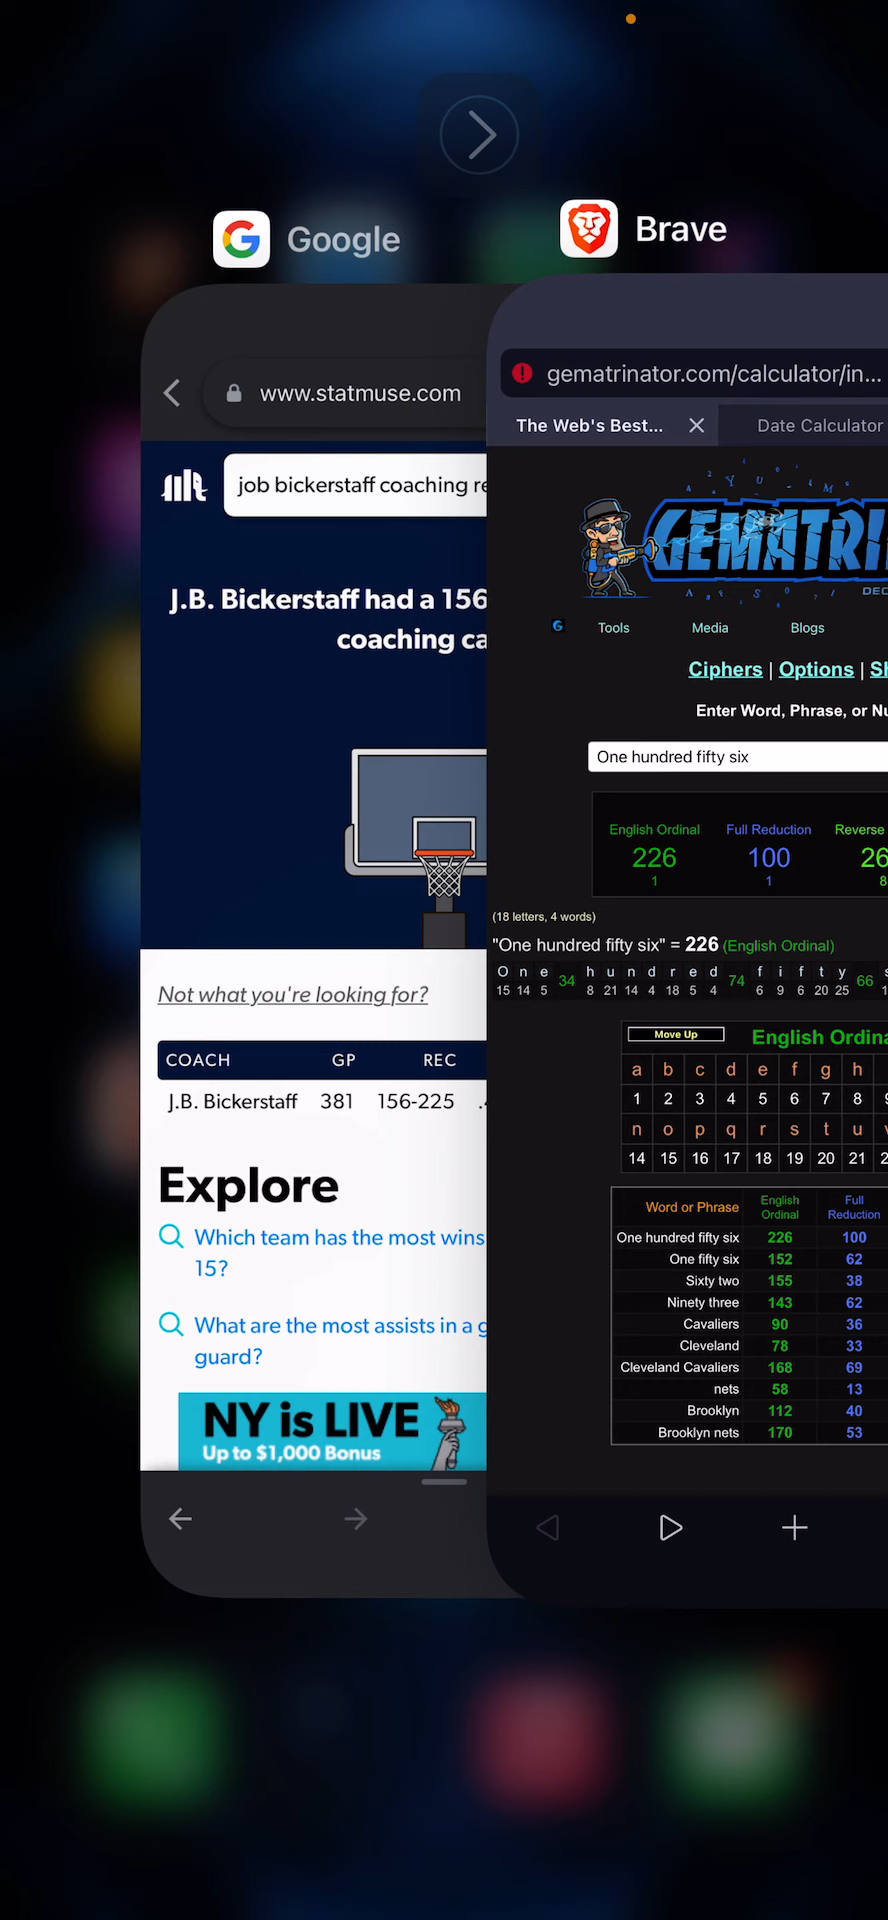 Google
Brave
www.statmuse.com
job bickerstaff coaching re
J.B. Bickerstaff had a 156
coaching ca
Not what you're looking for?
COACH GP REC
J.B. Bickerstaff 381 156-225 .4
Explore
Which team has the most wins
15?
What are the most assists in a g
guard?
NY is LIVE
Up to $1,000 Bonus
gematrinator.com/calculator/in...
The Web's Best...
Date Calculator
GEMATRI
DEC
Tools Media Blogs
Ciphers | Options | Sh
Enter Word, Phrase, or Nu
One hundred fifty six
English Ordinal Full Reduction Reverse
226 100 26
1 1 8
(18 letters, 4 words)
"One hundred fifty six" = 226 (English Ordinal)
O n e 34 h u n d r e d 74 f i f t y 66 s
15 14 5 8 21 14 4 18 5 4 6 9 6 20 25 1
Move Up English Ordina
a b c d e f g h
1 2 3 4 5 6 7 8 9
n o p q r s t u v
14 15 16 17 18 19 20 21 2
Word or Phrase English Ordinal Full Reduction
One hundred fifty six 226 100
One fifty six 152 62
Sixty two 155 38
Ninety three 143 62
Cavaliers 90 36
Cleveland 78 33
Cleveland Cavaliers 168 69
nets 58 13
Brooklyn 112 40
Brooklyn nets 170 53